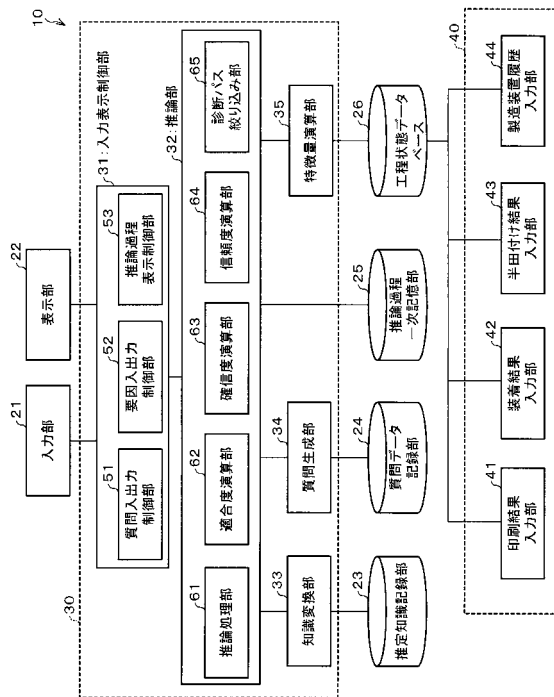 10
21
入力部
22
表示部
30
31:入力表示制御部
51
質問入出力
制御部
52
要因入出力
制御部
53
推論過程
表示制御部
32:推論部
61
推論処理部
62
適合度演算部
63
確信度演算部
64
信頼度演算部
65
診断パス
絞り込み部
33
知識変換部
34
質問生成部
35
特徴量演算部
23
推定知識記録部
24
質問データ
記録部
25
推論過程
一次記憶部
26
工程状態データ
ベース
40
41
印刷結果
入力部
42
装着結果
入力部
43
半田付け結果
入力部
44
製造装置履歴
入力部